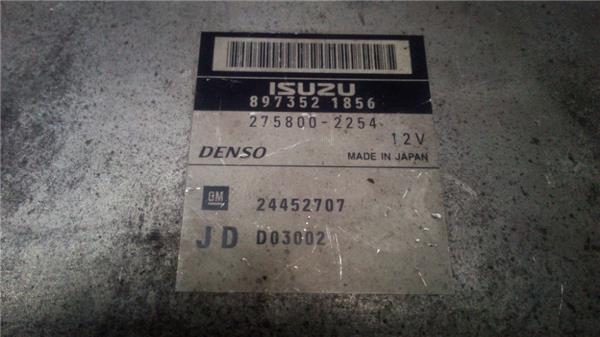 ISUZU
897352 1856
275800-2254
12V
DENSO MADE IN JAPAN
GM 24452707
JD D03002